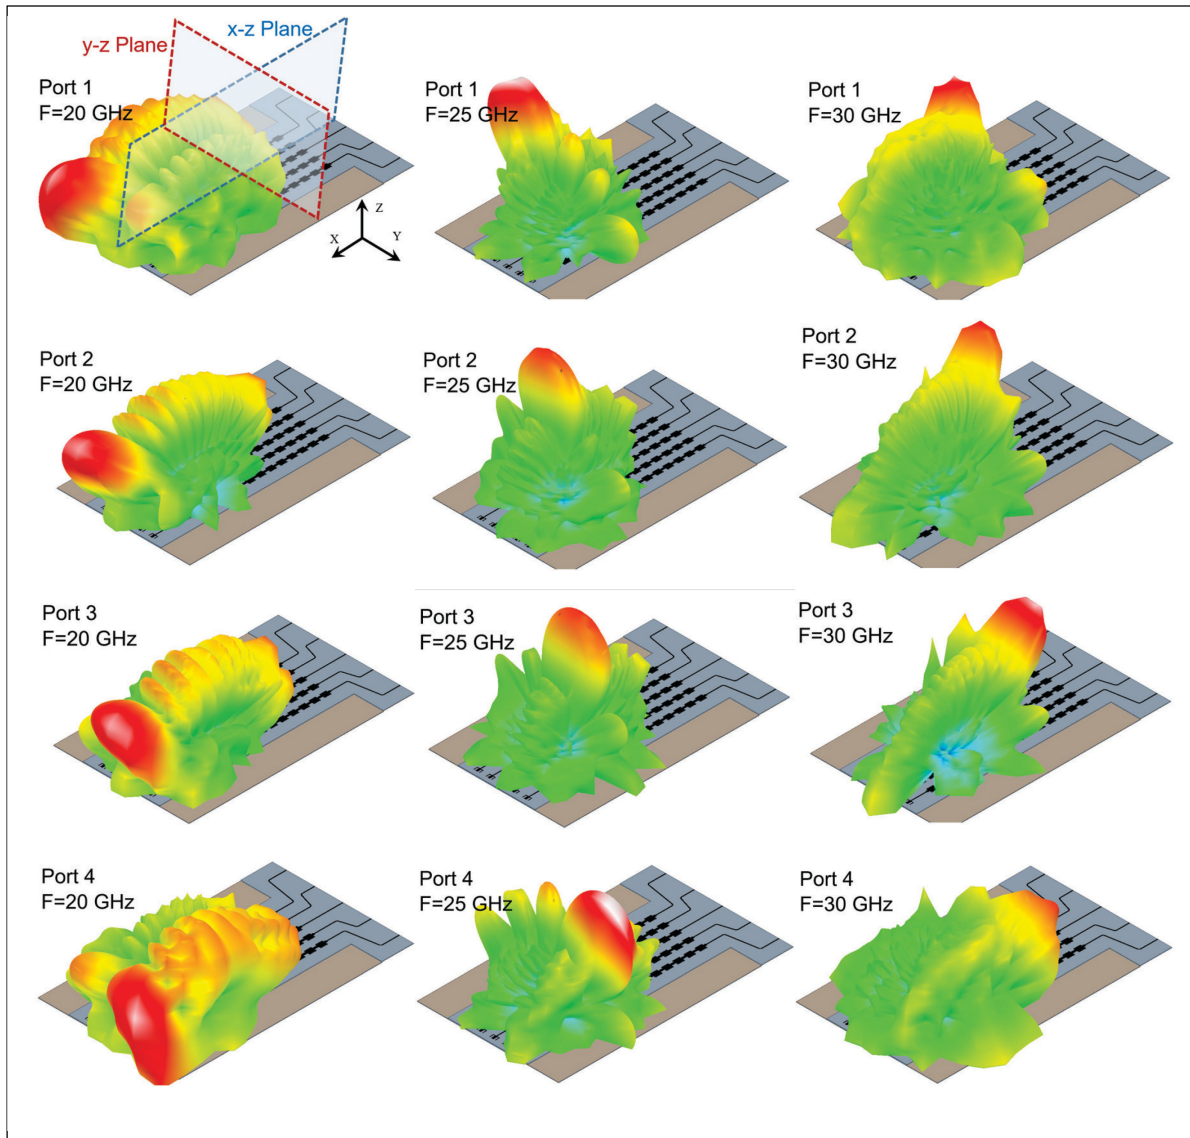 x-z Plane
y-z Plane
Port 1
F=20 GHz
Z
X
Y
Port 1
F=25 GHz
Port 1
F=30 GHz
Port 2
F=20 GHz
Port 2
F=25 GHz
Port 2
F=30 GHz
Port 3
F=20 GHz
Port 3
F=25 GHz
Port 3
F=30 GHz
Port 4
F=20 GHz
Port 4
F=25 GHz
Port 4
F=30 GHz